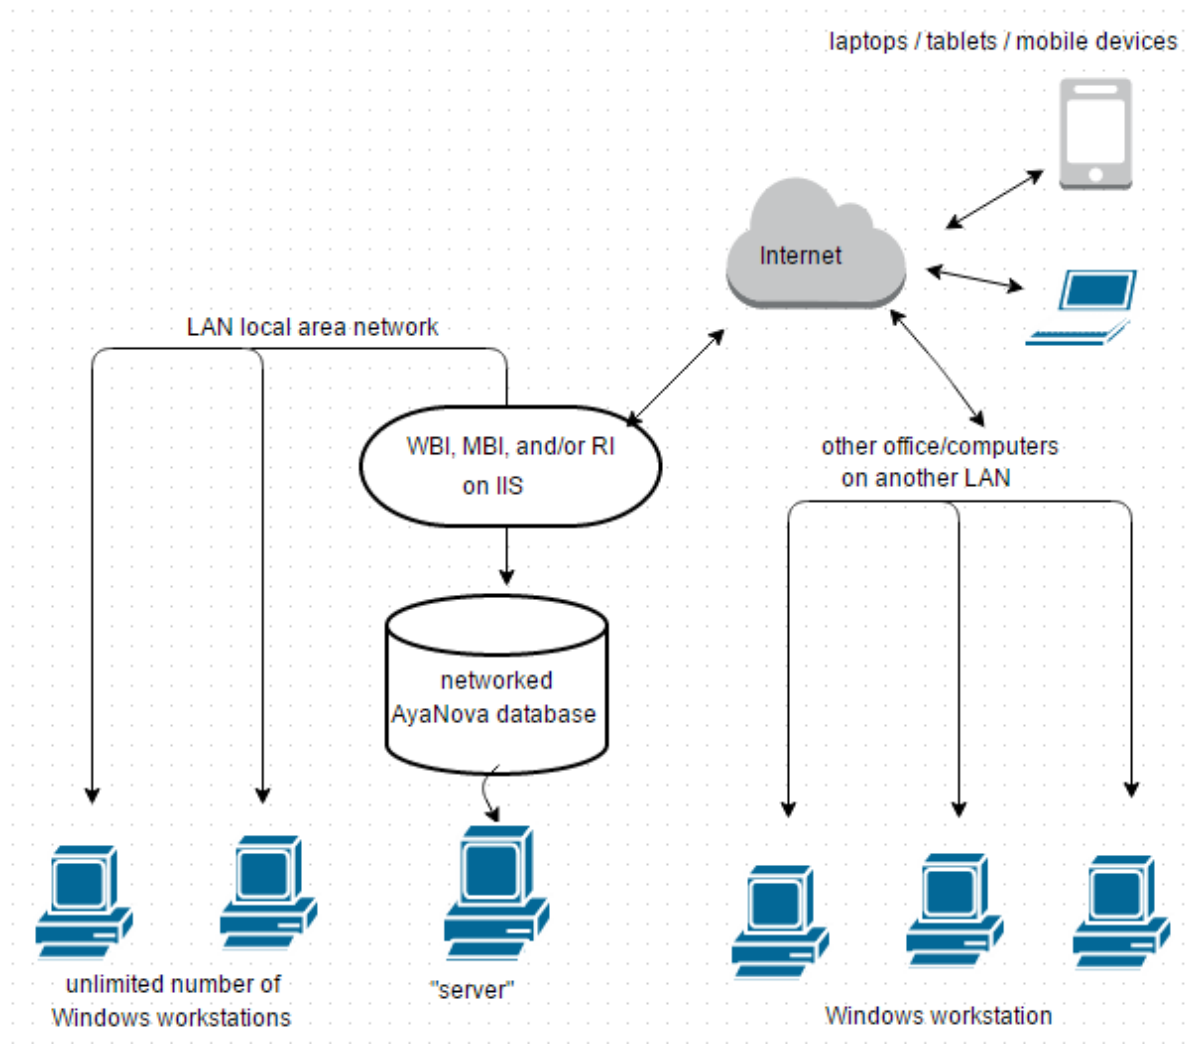 laptops / tablets / mobile devices
Internet
LAN local area network
WBI, MBI, and/or RI
on IIS
other office/computers
on another LAN
networked
AyaNova database
unlimited number of
Windows workstations
"server"
Windows workstation